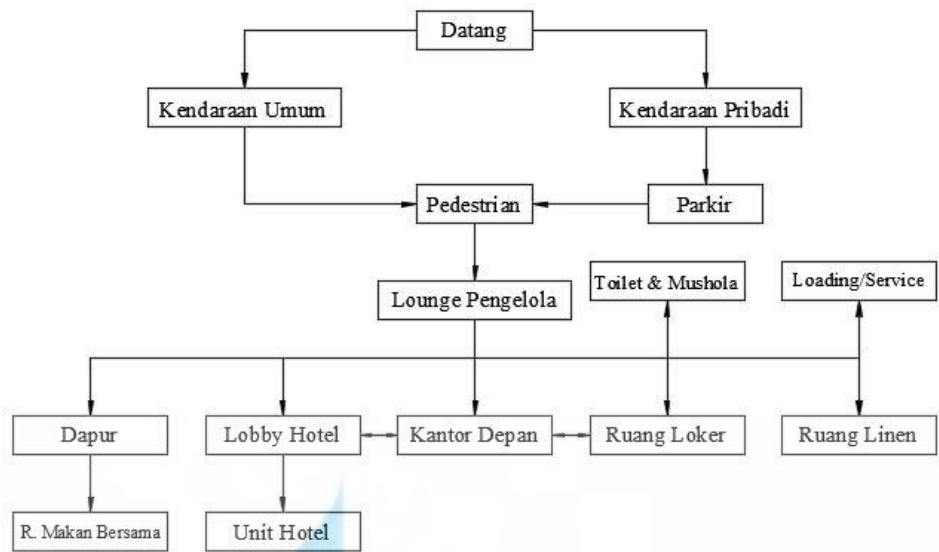 Datang
Kendaraan Umum
Kendaraan Pribadi
Pedestrian
Parkir
Lounge Pengelola
Toilet & Mushola
Loading/Service
Dapur
Lobby Hotel
Kantor Depan
Ruang Loker
Ruang Linen
R. Makan Bersama
Unit Hotel